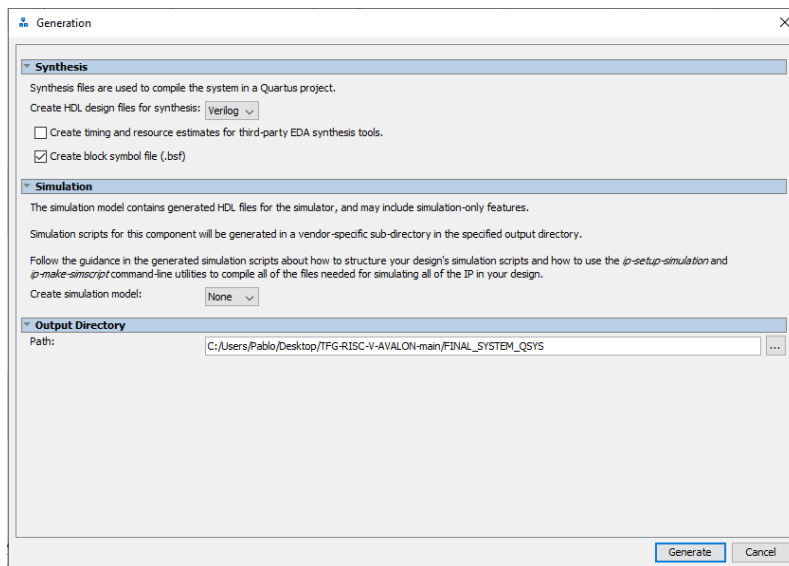 Generation
Synthesis
Synthesis files are used to compile the system in a Quartus project.
Create HDL design files for synthesis: Verilog
Create timing and resource estimates for third-party EDA synthesis tools.
Create block symbol file (.bsf)
Simulation
The simulation model contains generated HDL files for the simulator, and may include simulation-only features.
Simulation scripts for this component will be generated in a vendor-specific sub-directory in the specified output directory.
Follow the guidance in the generated simulation scripts about how to structure your design's simulation scripts and how to use the ip-setup-simulation and
ip-make-simscript command-line utilities to compile all of the files needed for simulating all of the IP in your design.
Create simulation model: None
Output Directory
Path: C:/Users/Pablo/Desktop/TFG-RISC-V-AVALON-main/FINAL_SYSTEM_QSYS ...
Generate Cancel